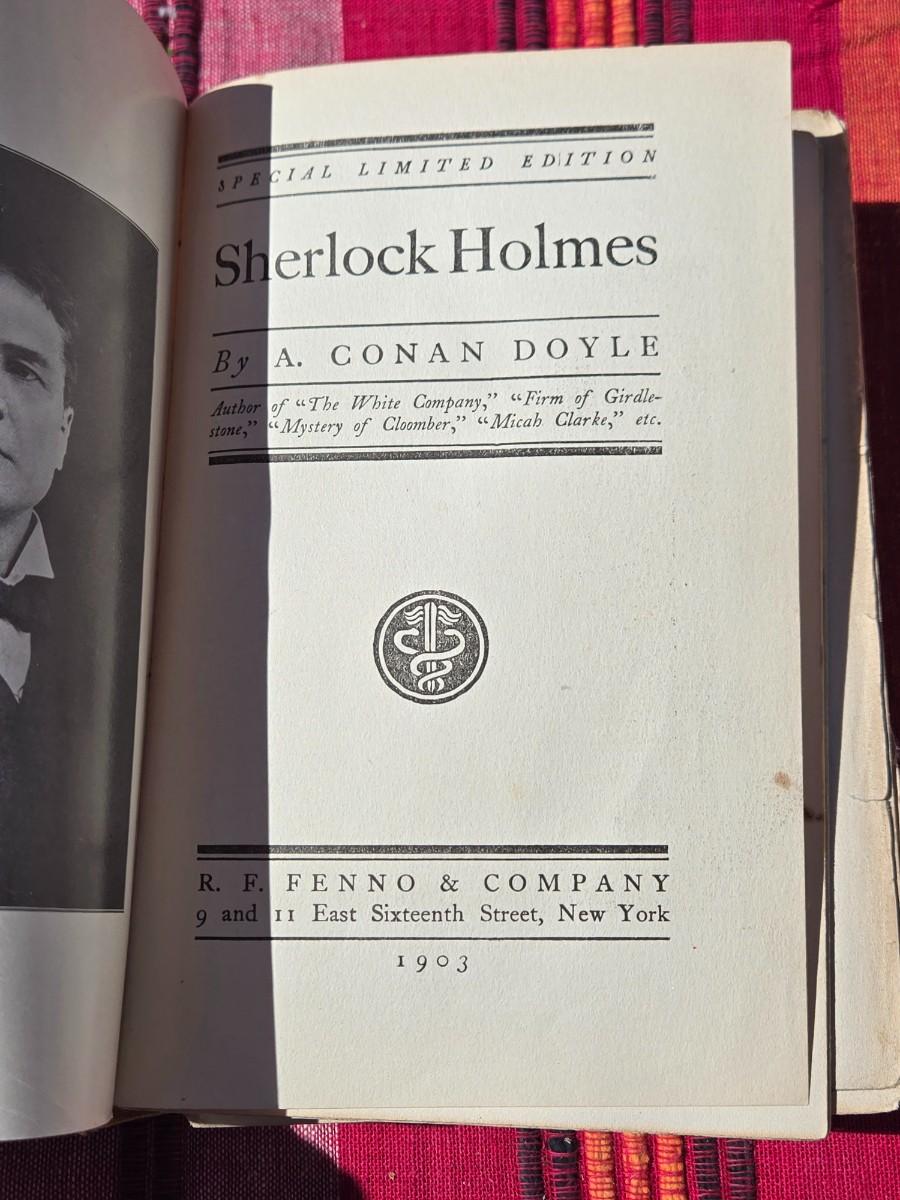 SPECIAL LIMITED EDITION
Sherlock Holmes
By A. CONAN DOYLE
Author of “The White Company,” “Firm of Girdle-
stone,” “Mystery of Cloomber,” “Micah Clarke,” etc.
R. F. FENNO & COMPANY
9 and 11 East Sixteenth Street, New York
1903